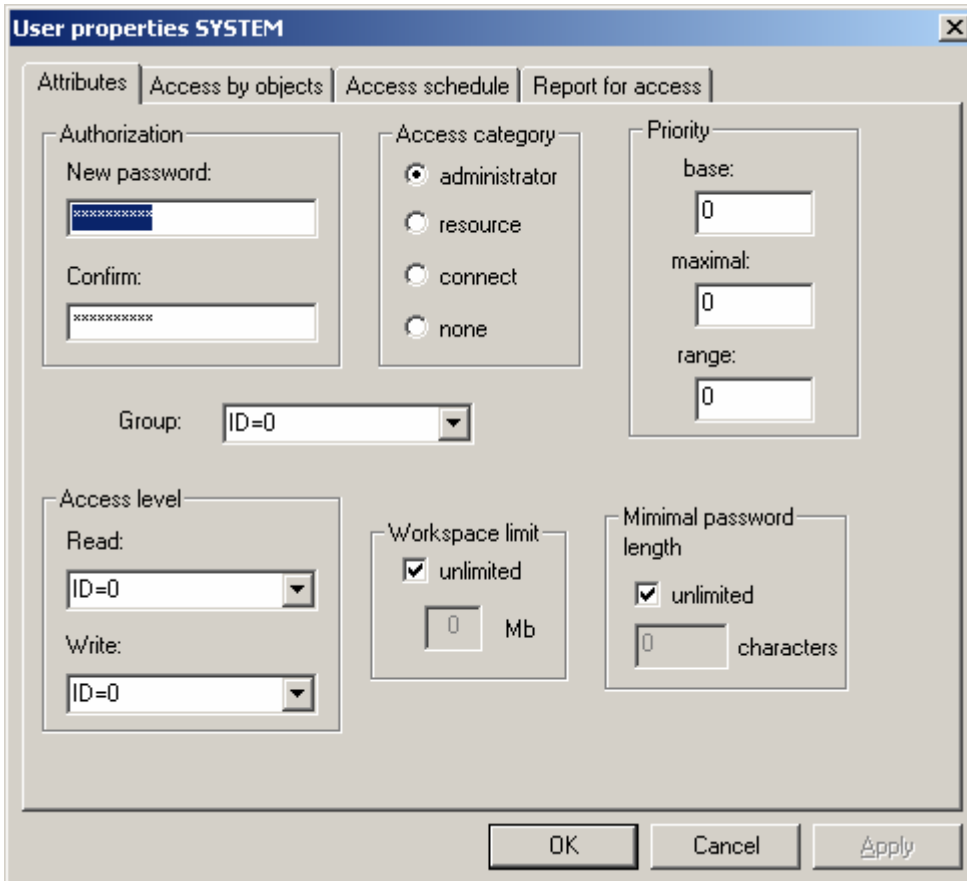 User properties SYSTEM
Attributes Access by objects Access schedule Report for access
Authorization
New password:
**********
Confirm:
**********
Access category
administrator
resource
connect
none
Priority
base:
0
maximal:
0
range:
0
Group: ID=0
Access level
Read:
ID=0
Write:
ID=0
Workspace limit
unlimited
0 Mb
Mimimal password
length
unlimited
0 characters
OK Cancel Apply